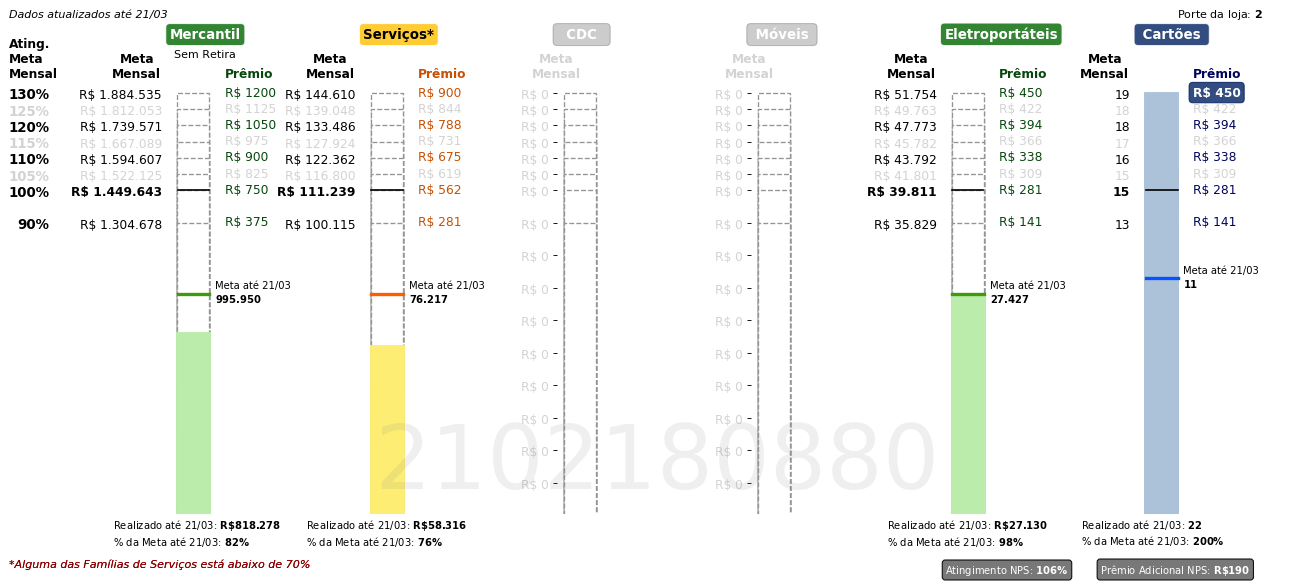 Dados atualizados até 21/03
Porte da loja: 2
Mercantil Serviços* CDC Móveis Eletroportáteis Cartões
Sem Retira
Ating. Meta Mensal
Meta Mensal Prêmio Meta Mensal Prêmio Meta Mensal Meta Mensal Meta Mensal Prêmio Meta Mensal Prêmio
130% R$ 1.884.535 R$ 1200 R$ 144.610 R$ 900 R$ 0 R$ 0 R$ 51.754 R$ 450 19 R$ 450
125% R$ 1.812.053 R$ 1125 R$ 139.048 R$ 844 R$ 0 R$ 0 R$ 49.763 R$ 422 18 R$ 422
120% R$ 1.739.571 R$ 1050 R$ 133.486 R$ 788 R$ 0 R$ 0 R$ 47.773 R$ 394 18 R$ 394
115% R$ 1.667.089 R$ 975 R$ 127.924 R$ 731 R$ 0 R$ 0 R$ 45.782 R$ 366 17 R$ 366
110% R$ 1.594.607 R$ 900 R$ 122.362 R$ 675 R$ 0 R$ 0 R$ 43.792 R$ 338 16 R$ 338
105% R$ 1.522.125 R$ 825 R$ 116.800 R$ 619 R$ 0 R$ 0 R$ 41.801 R$ 309 15 R$ 309
100% R$ 1.449.643 R$ 750 R$ 111.239 R$ 562 R$ 0 R$ 0 R$ 39.811 R$ 281 15 R$ 281
90% R$ 1.304.678 R$ 375 R$ 100.115 R$ 281 R$ 0 R$ 0 R$ 35.829 R$ 141 13 R$ 141
R$ 0 R$ 0
Meta até 21/03
11
Meta até 21/03 Meta até 21/03 R$ 0 R$ 0 Meta até 21/03
995.950 76.217 27.427
R$ 0 R$ 0
R$ 0 R$ 0
R$ 0 R$ 0
R$ 0 R$ 0
R$ 0 R$ 0
R$ 0 R$ 0
2102180880
Realizado até 21/03: R$818.278 Realizado até 21/03: R$58.316 Realizado até 21/03: R$27.130 Realizado até 21/03: 22
% da Meta até 21/03: 82% % da Meta até 21/03: 76% % da Meta até 21/03: 98% % da Meta até 21/03: 200%
*Alguma das Famílias de Serviços está abaixo de 70%
Atingimento NPS: 106% Prêmio Adicional NPS: R$190